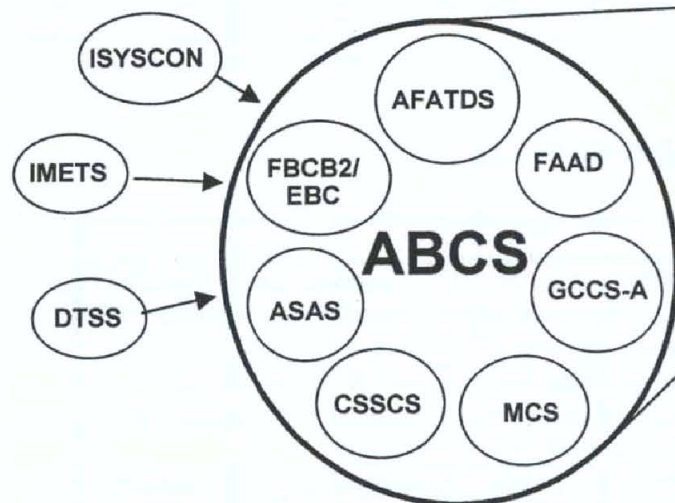 ISYSCON
AFATDS
IMETS
FBCB2/
EBC
FAAD
ABCS
GCCS-A
DTSS
ASAS
CSSCS
MCS